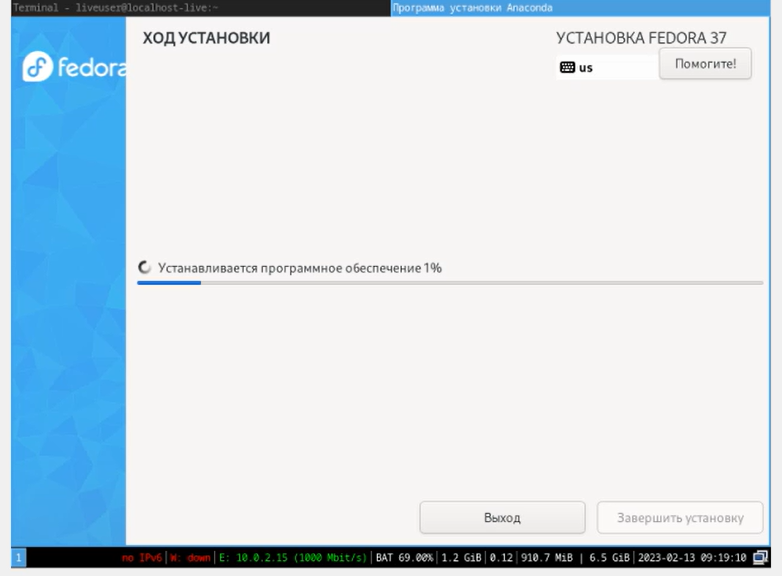 Terminal - liveuser@localhost-live:~
Программа установки Anaconda
fedora
ХОД УСТАНОВКИ
УСТАНОВКА FEDORA 37
us
Помогите!
Устанавливается программное обеспечение 1%
Выход
Завершить установку
1
no IPv6 | W: down | E: 10.0.2.15 (1000 Mbit/s) | BAT 69.00% | 1.2 GiB | 0.12 | 910.7 MiB | 6.5 GiB | 2023-02-13 09:19:10